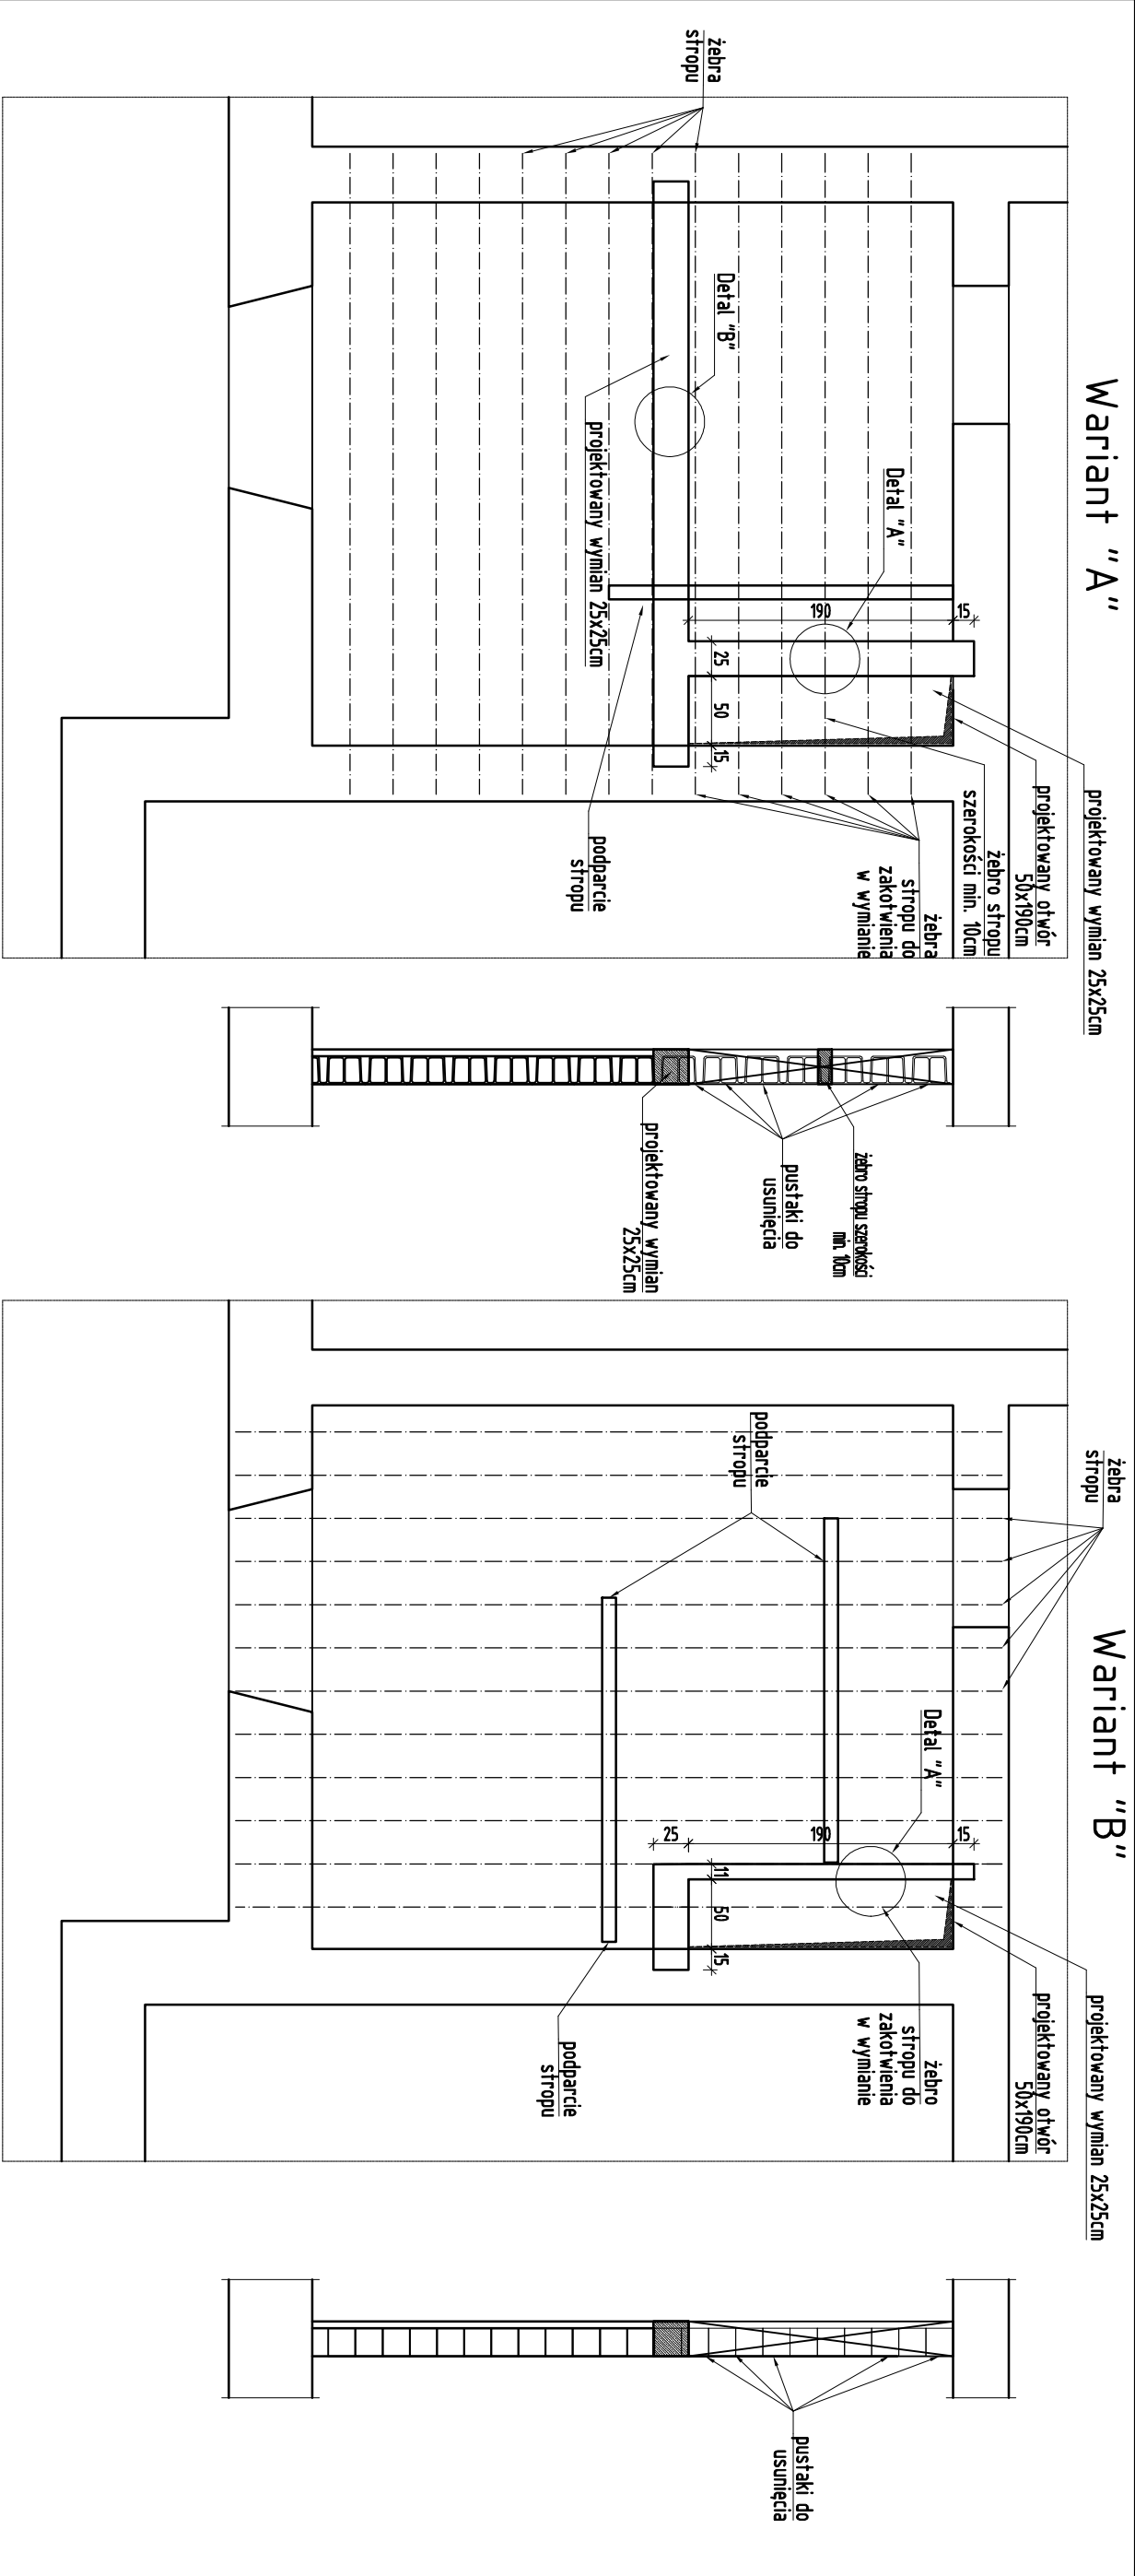 Wariant "A"
żebra
stropu
Detal "B"
projektowany wymian 25x25cm
Detal "A"
190
15
25
50
15
podparcie
stropu
projektowany wymian 25x25cm
projektowany otwór
50x190cm
żebro stropu
szerokości min. 10cm
żebra
stropu do
zakotwienia
w wymianie
żebro stropu szerokości
min. 10cm
pustaki do
usunięcia
projektowany wymian
25x25cm
Wariant "B"
żebra
stropu
podparcie
stropu
Detal "A"
25
190
15
11
50
15
projektowany wymian 25x25cm
projektowany otwór
50x190cm
żebro
stropu do
zakotwienia
w wymianie
podparcie
stropu
pustaki do
usunięcia